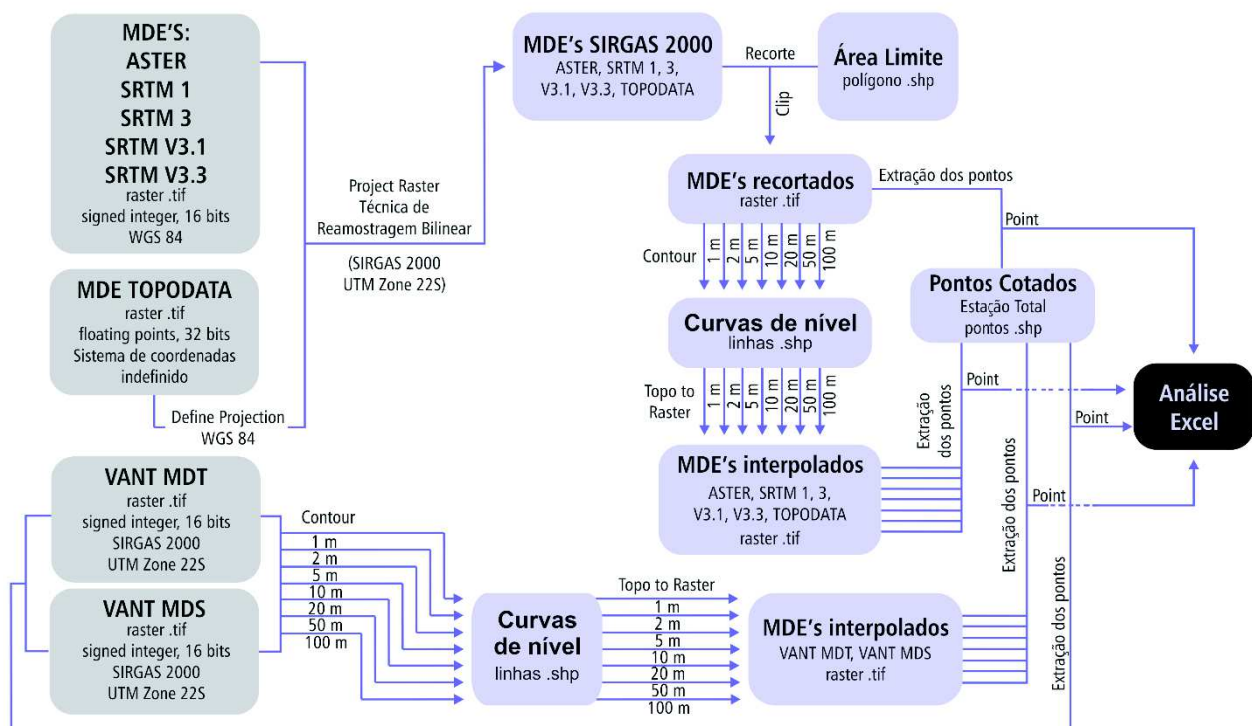 MDE'S:
ASTER
SRTM 1
SRTM 3
SRTM V3.1
SRTM V3.3
raster .tif
signed integer, 16 bits
WGS 84
MDE TOPODATA
raster .tif
floating points, 32 bits
Sistema de coordenadas
indefinido
Define Projection
WGS 84
Project Raster
Técnica de
Reamostragem Bilinear
(SIRGAS 2000
UTM Zone 22S)
MDE's SIRGAS 2000
ASTER, SRTM 1, 3,
V3.1, V3.3, TOPODATA
Recorte
Clip
Área Limite
polígono .shp
MDE's recortados
raster .tif
Extração dos pontos
Point
Contour
1 m
2 m
5 m
10 m
20 m
50 m
100 m
Curvas de nível
linhas .shp
Topo to
Raster
1 m
2 m
5 m
10 m
20 m
50 m
100 m
MDE's interpolados
ASTER, SRTM 1, 3,
V3.1, V3.3, TOPODATA
raster .tif
Extração
dos pontos
Pontos Cotados
Estação Total
pontos .shp
Point
Point
Extração dos pontos
Point
Extração dos pontos
Análise
Excel
VANT MDT
raster .tif
signed integer, 16 bits
SIRGAS 2000
UTM Zone 22S
VANT MDS
raster .tif
signed integer, 16 bits
SIRGAS 2000
UTM Zone 22S
Contour
1 m
2 m
5 m
10 m
20 m
50 m
100 m
Curvas
de nível
linhas .shp
Topo to Raster
1 m
2 m
5 m
10 m
20 m
50 m
100 m
MDE's interpolados
VANT MDT, VANT MDS
raster .tif